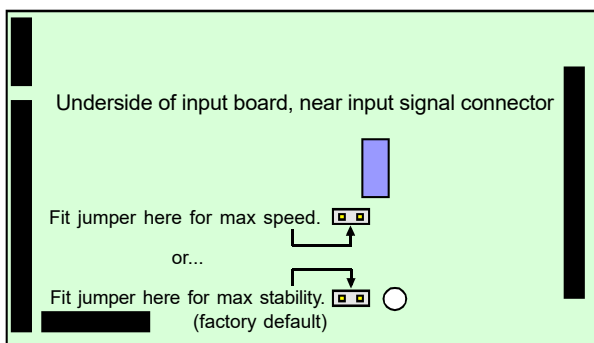 Underside of input board, near input signal connector
Fit jumper here for max speed.
or...
Fit jumper here for max stability.
(factory default)